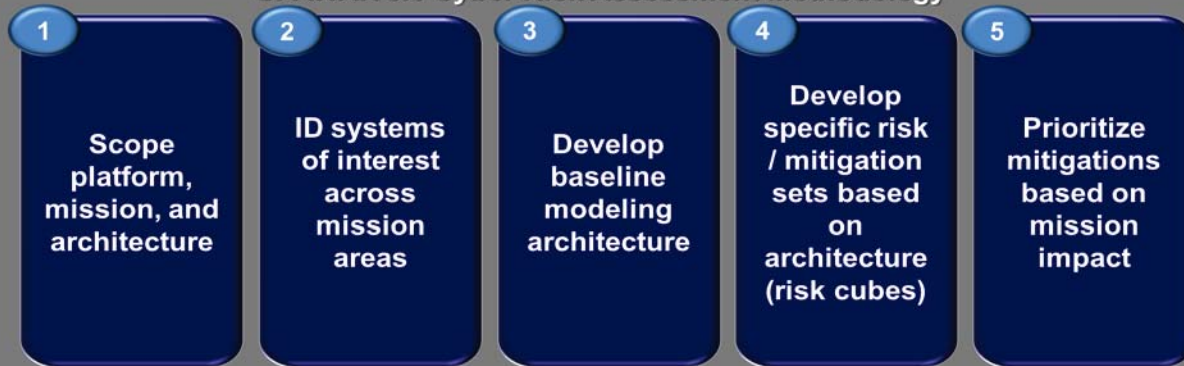 1
Scope
platform,
mission, and
architecture
2
ID systems
of interest
across
mission
areas
3
Develop
baseline
modeling
architecture
4
Develop
specific risk
/ mitigation
sets based
on
architecture
(risk cubes)
5
Prioritize
mitigations
based on
mission
impact